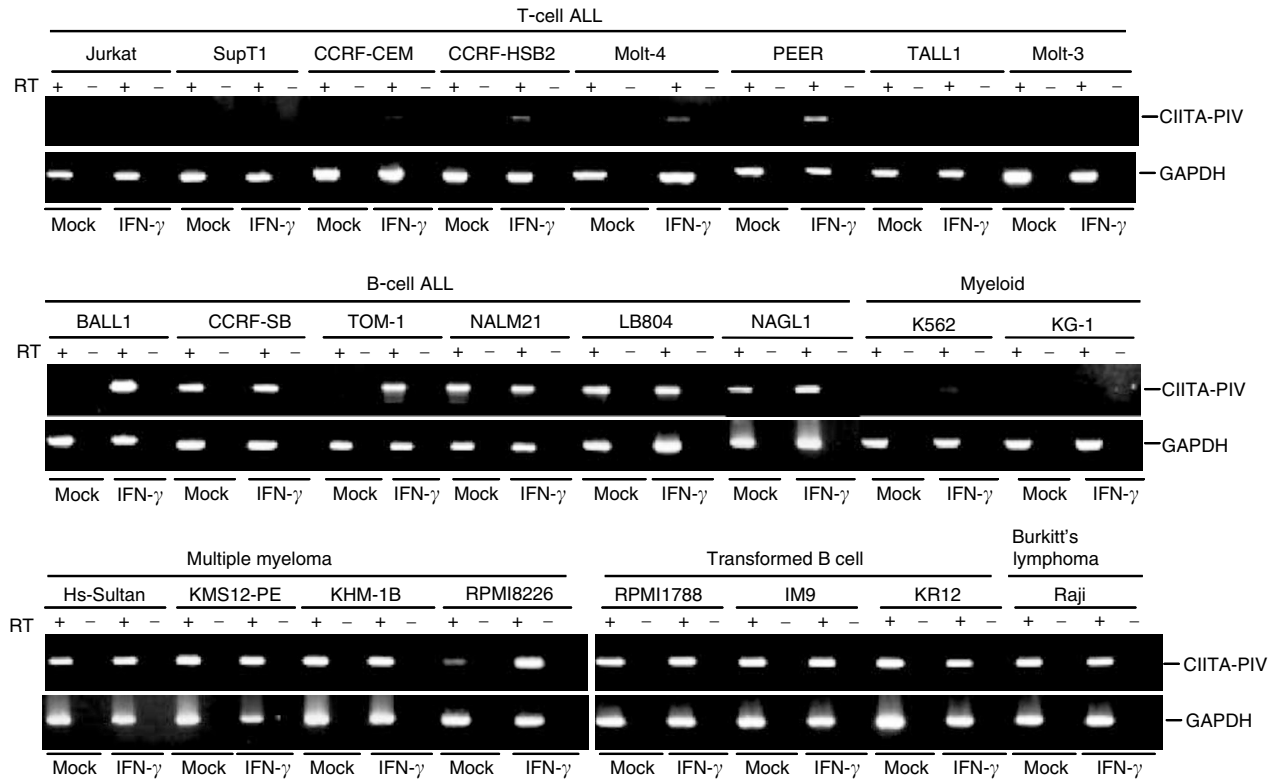 T-cell ALL
Jurkat SupT1 CCRF-CEM CCRF-HSB2 Molt-4 PEER TALL1 Molt-3
RT + − + − + − + − + − + − + − + − + − + − + − + − + − + − + − + −
CIITA-PIV
GAPDH
Mock IFN-γ Mock IFN-γ Mock IFN-γ Mock IFN-γ Mock IFN-γ Mock IFN-γ Mock IFN-γ Mock IFN-γ
B-cell ALL Myeloid
BALL1 CCRF-SB TOM-1 NALM21 LB804 NAGL1 K562 KG-1
RT + − + − + − + − + − + − + − + − + − + − + − + − + − + − + − + −
CIITA-PIV
GAPDH
Mock IFN-γ Mock IFN-γ Mock IFN-γ Mock IFN-γ Mock IFN-γ Mock IFN-γ Mock IFN-γ Mock IFN-γ
Multiple myeloma Transformed B cell Burkitt's lymphoma
Hs-Sultan KMS12-PE KHM-1B RPMI8226 RPMI1788 IM9 KR12 Raji
RT + − + − + − + − + − + − + − + − + − + − + − + − + − + − + − + −
CIITA-PIV
GAPDH
Mock IFN-γ Mock IFN-γ Mock IFN-γ Mock IFN-γ Mock IFN-γ Mock IFN-γ Mock IFN-γ Mock IFN-γ